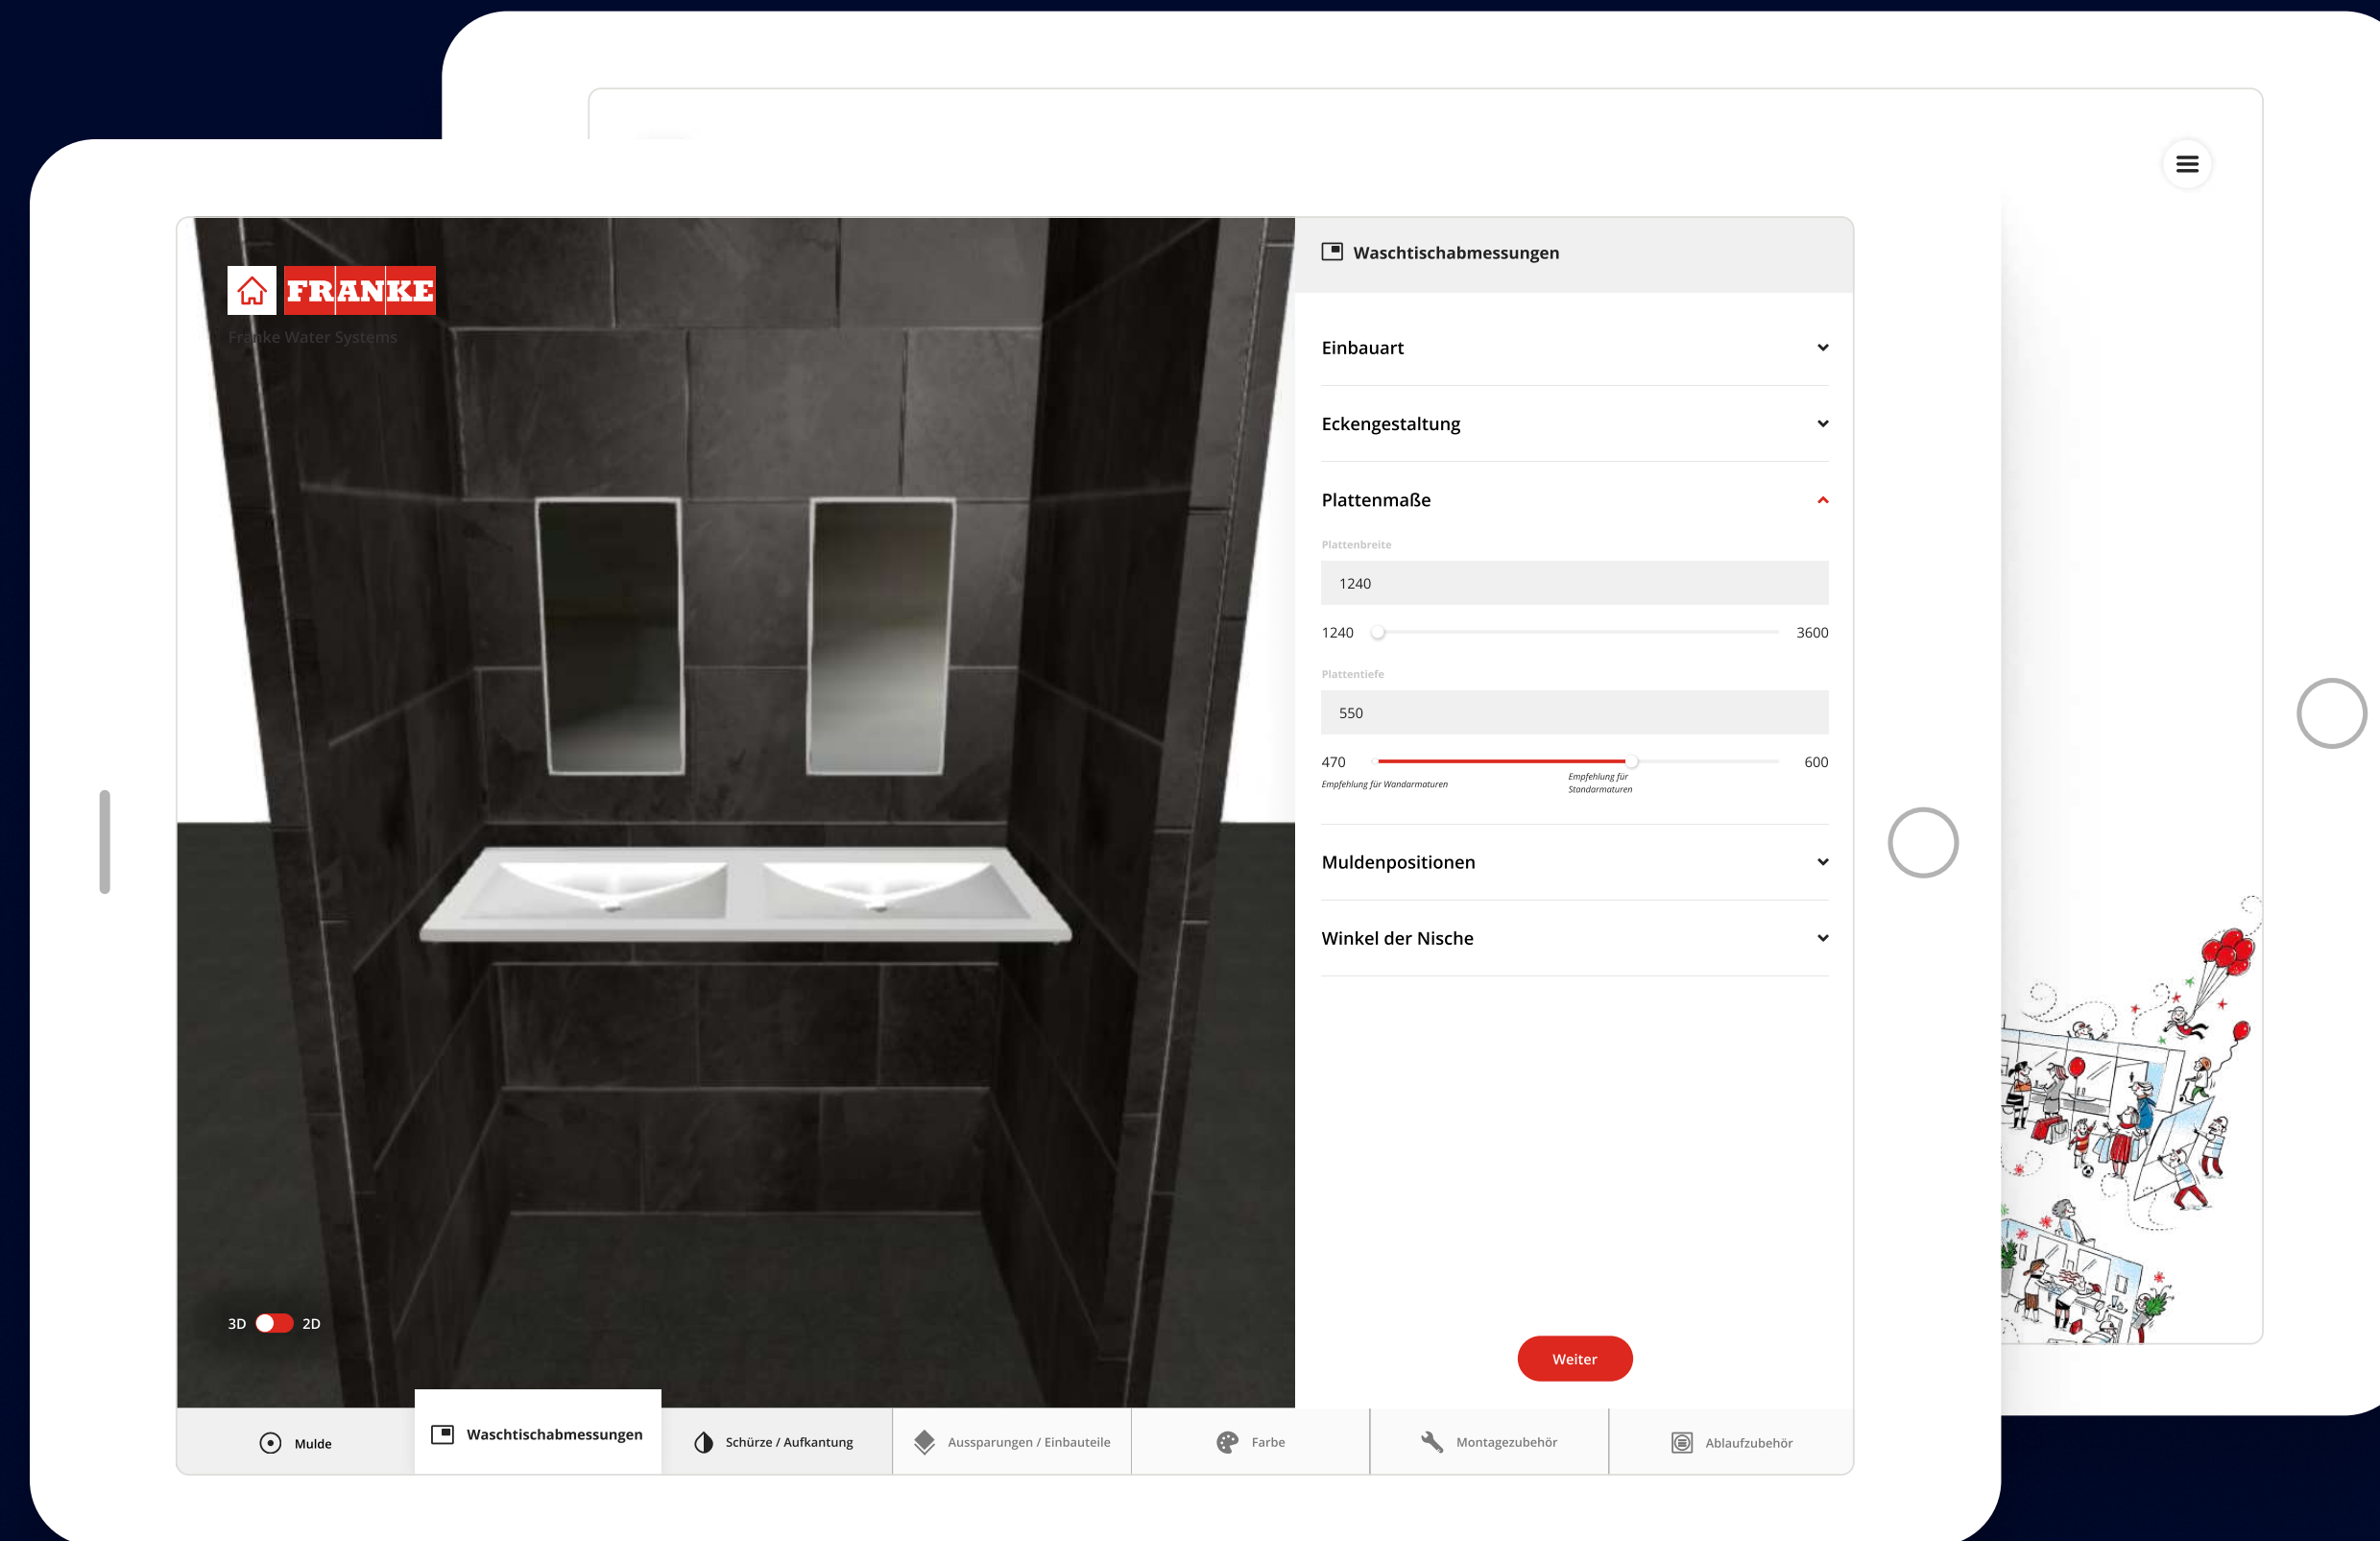 FRANKE
Franke Water Systems
3D 2D
Waschtischabmessungen
Einbauart
Eckengestaltung
Plattenmaße
Plattenbreite
1240
1240 3600
Plattentiefe
550
470 600
Empfehlung für Wandarmaturen
Empfehlung für
Standarmaturen
Muldenpositionen
Winkel der Nische
Weiter
Mulde
Waschtischabmessungen
Schürze / Aufkantung
Aussparungen / Einbauteile
Farbe
Montagezubehör
Ablaufzubehör